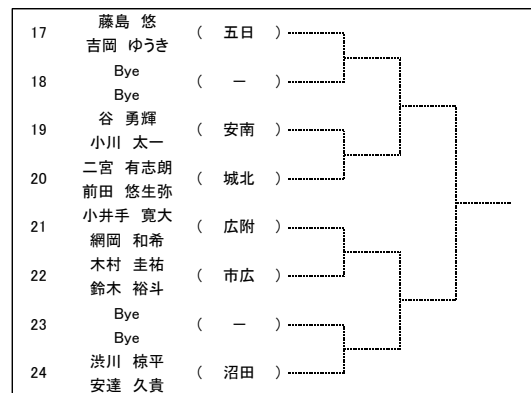 17 藤島 悠 吉岡 ゆうき ( 五日 )
18 Bye Bye ( ー )
19 谷 勇輝 小川 太一 ( 安南 )
20 二宮 有志朗 前田 悠生弥 ( 城北 )
21 小井手 寛大 網岡 和希 ( 広附 )
22 木村 圭祐 鈴木 裕斗 ( 市広 )
23 Bye Bye ( ー )
24 渋川 椋平 安達 久貴 ( 沼田 )